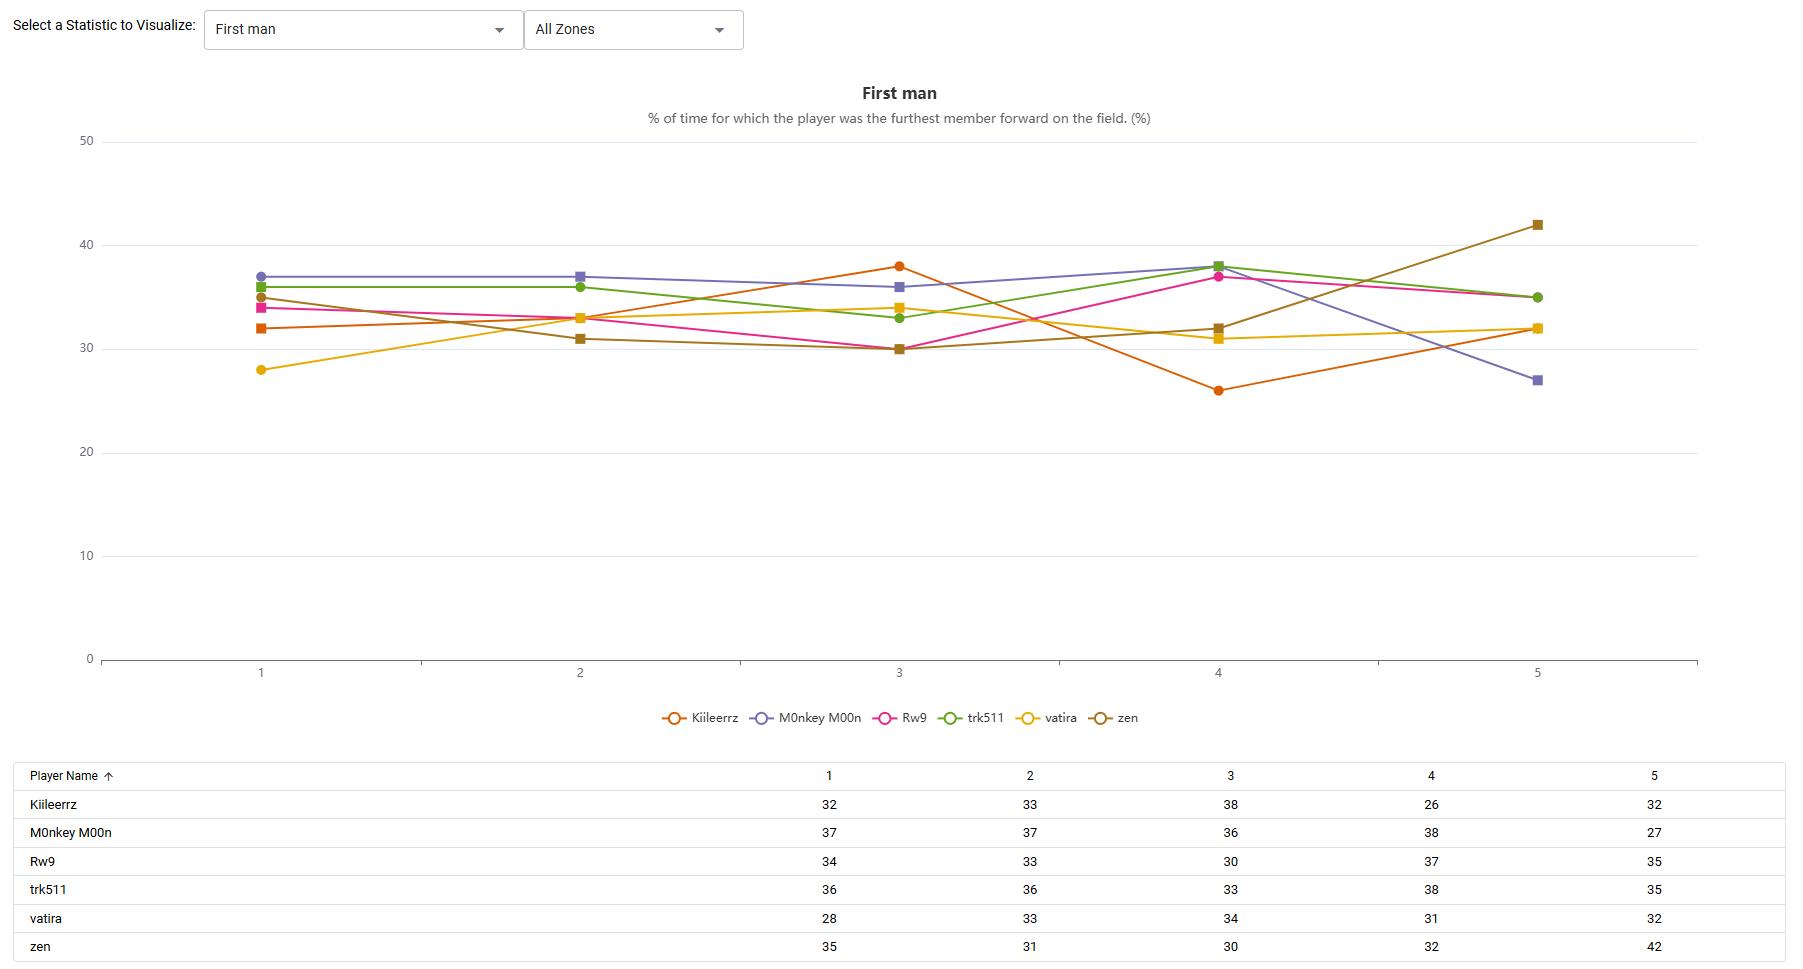 Select a Statistic to Visualize: First man All Zones
First man
% of time for which the player was the furthest member forward on the field. (%)
50
40
30
20
10
0
1 2 3 4 5
Kiileerrz M0nkey M00n Rw9 trk511 vatira zen
Player Name 1 2 3 4 5
Kiileerrz 32 33 38 26 32
M0nkey M00n 37 37 36 38 27
Rw9 34 33 30 37 35
trk511 36 36 33 38 35
vatira 28 33 34 31 32
zen 35 31 30 32 42